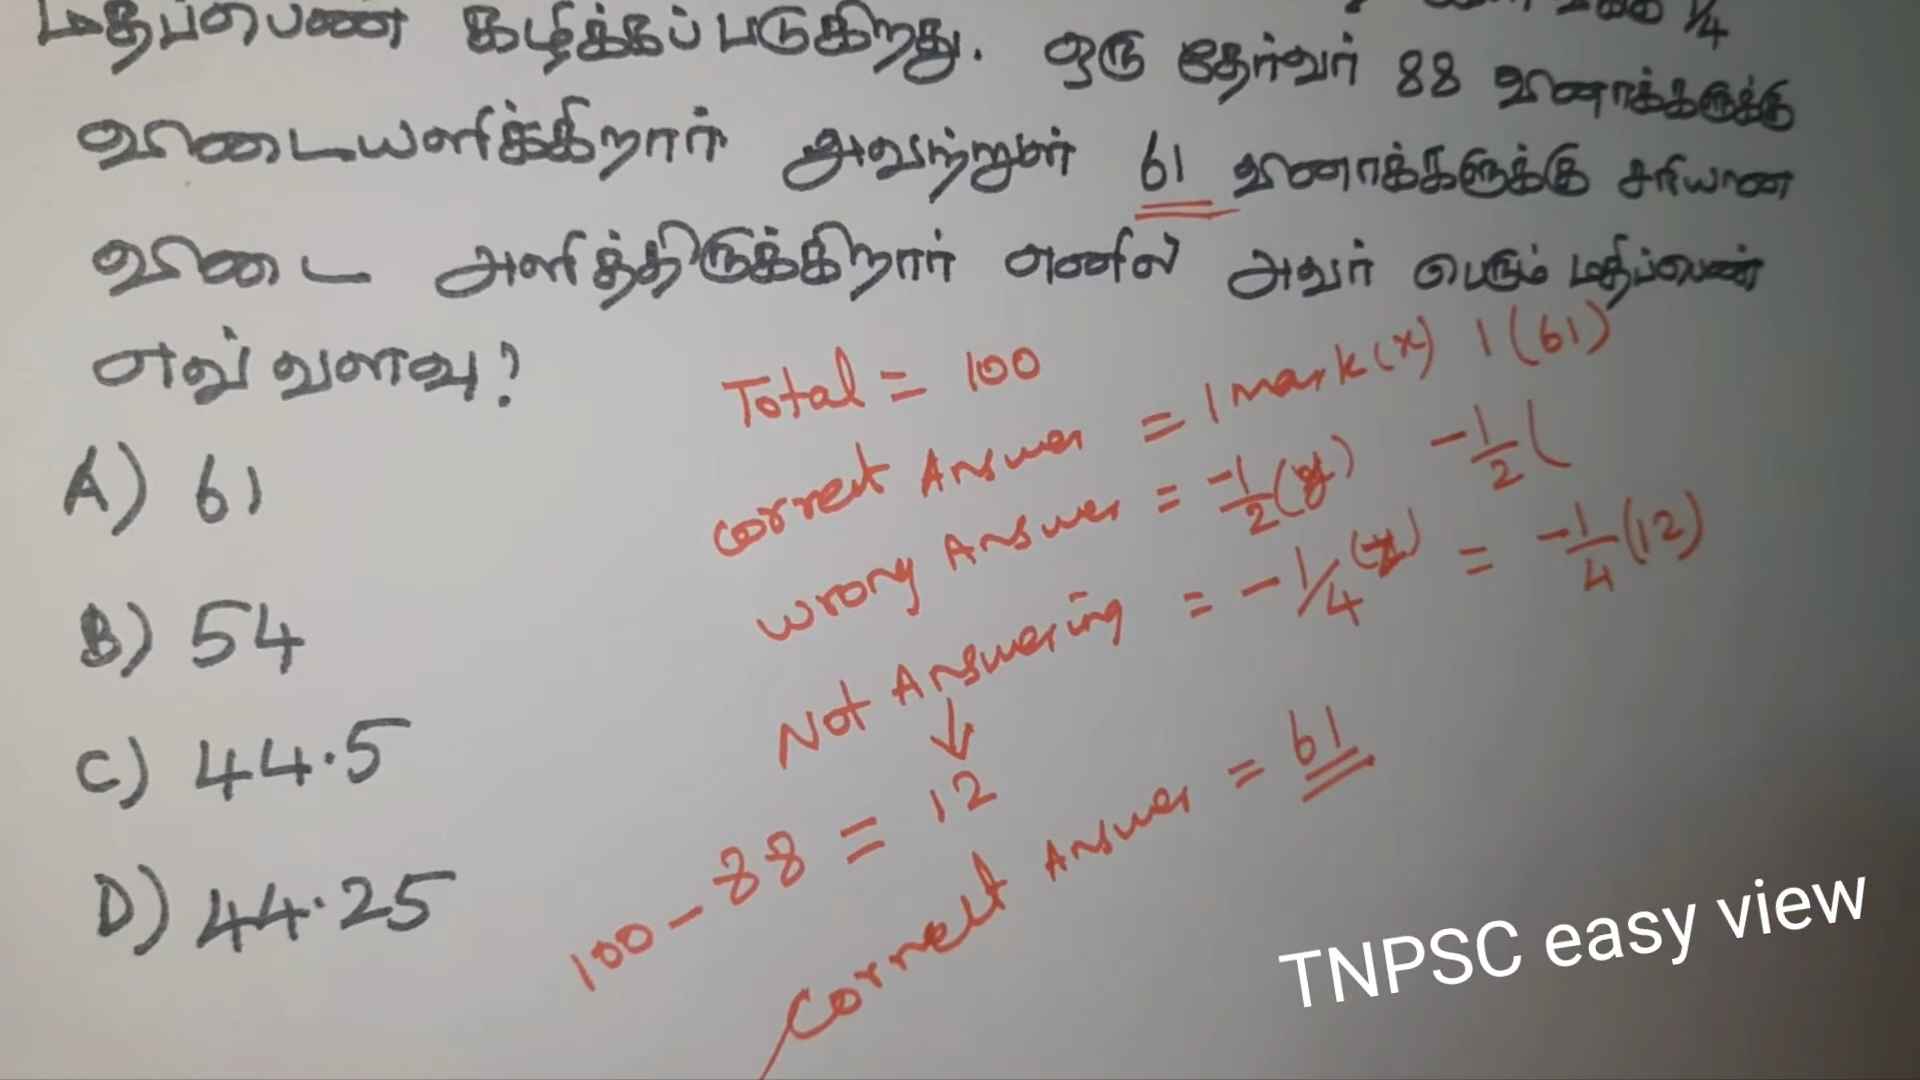 மதிப்பெண் கழிக்கப்படுகிறது. ஒரு தேர்வர் 88 வினாக்களுக்கு
1/4
விடையளிக்கிறார் அவற்றுள் 61 வினாக்களுக்கு சரியான
விடை அளித்திருக்கிறார் எனில் அவர் பெரும் மதிப்பெண்
எவ்வளவு?
A) 61
B) 54
C) 44.5
D) 44.25
Total = 100
correct Answer = 1 mark(x) 1(61)
wrong Answer = -1/2(y) -1/2(
Not Answering = -1/4(z) = -1/4(12)
↓
100 - 88 = 12
Correct Answer = 61
TNPSC easy view